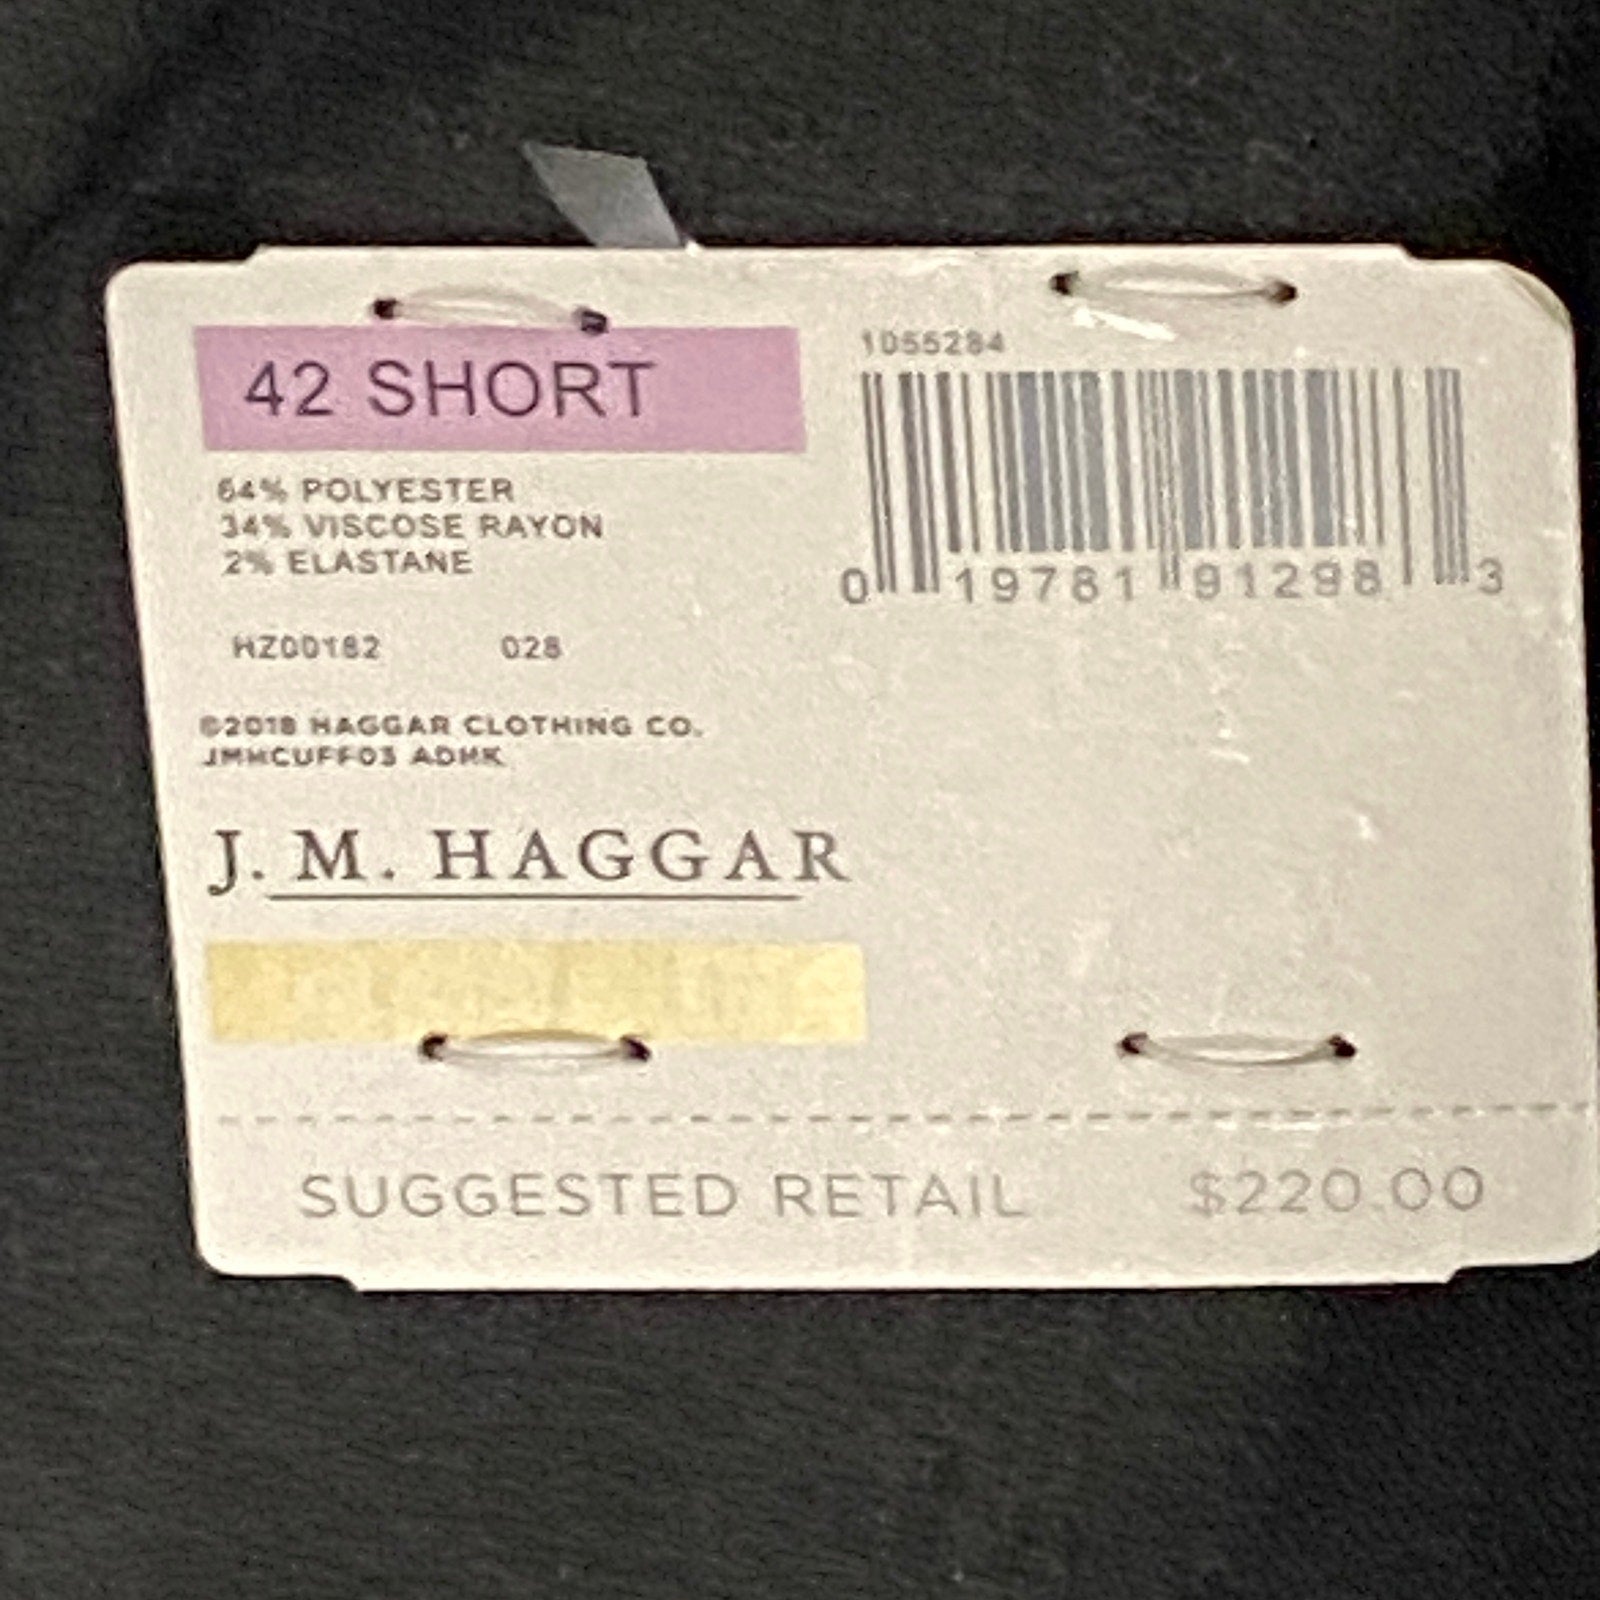 42 SHORT
64% POLYESTER
34% VISCOSE RAYON
2% ELASTANE
HZ00182 028
©2018 HAGGAR CLOTHING CO.
JMHCUFF03 ADHK
J. M. HAGGAR
1055284
0 19781 91298 3
SUGGESTED RETAIL $220.00